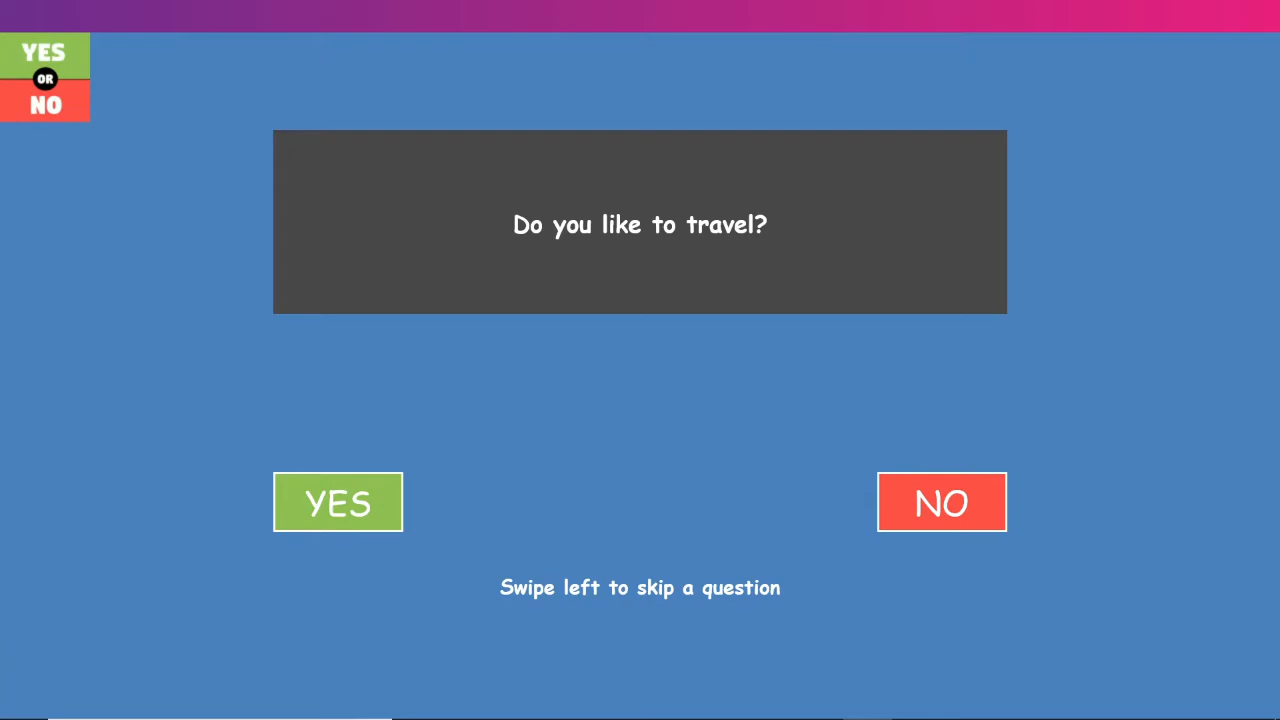 YES
OR
NO
Do you like to travel?
YES
NO
Swipe left to skip a question